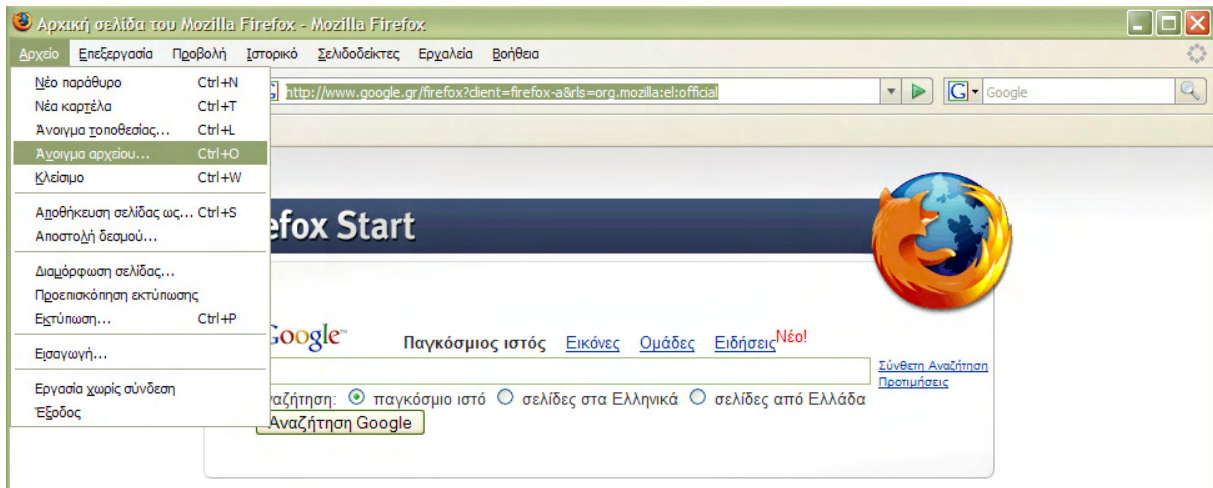 Αρχική σελίδα του Mozilla Firefox - Mozilla Firefox
Αρχείο Επεξεργασία Προβολή Ιστορικό Σελιδοδείκτες Εργαλεία Βοήθεια
Νέο παράθυρο Ctrl+N
Νέα καρτέλα Ctrl+T
Άνοιγμα τοποθεσίας... Ctrl+L
Άνοιγμα αρχείου... Ctrl+O
Κλείσιμο Ctrl+W
Αποθήκευση σελίδας ως... Ctrl+S
Αποστολή δεσμού...
Διαμόρφωση σελίδας...
Προεπισκόπηση εκτύπωσης
Εκτύπωση... Ctrl+P
Εισαγωγή...
Εργασία χωρίς σύνδεση
Έξοδος
http://www.google.gr/firefox?client=firefox-a&rls=org.mozilla:el:official
G Google
efox Start
Google™ Παγκόσμιος ιστός Εικόνες Ομάδες Ειδήσεις Νέο!
Σύνθετη Αναζήτηση
Προτιμήσεις
αζήτηση: παγκόσμιο ιστό σελίδες στα Ελληνικά σελίδες από Ελλάδα
Αναζήτηση Google